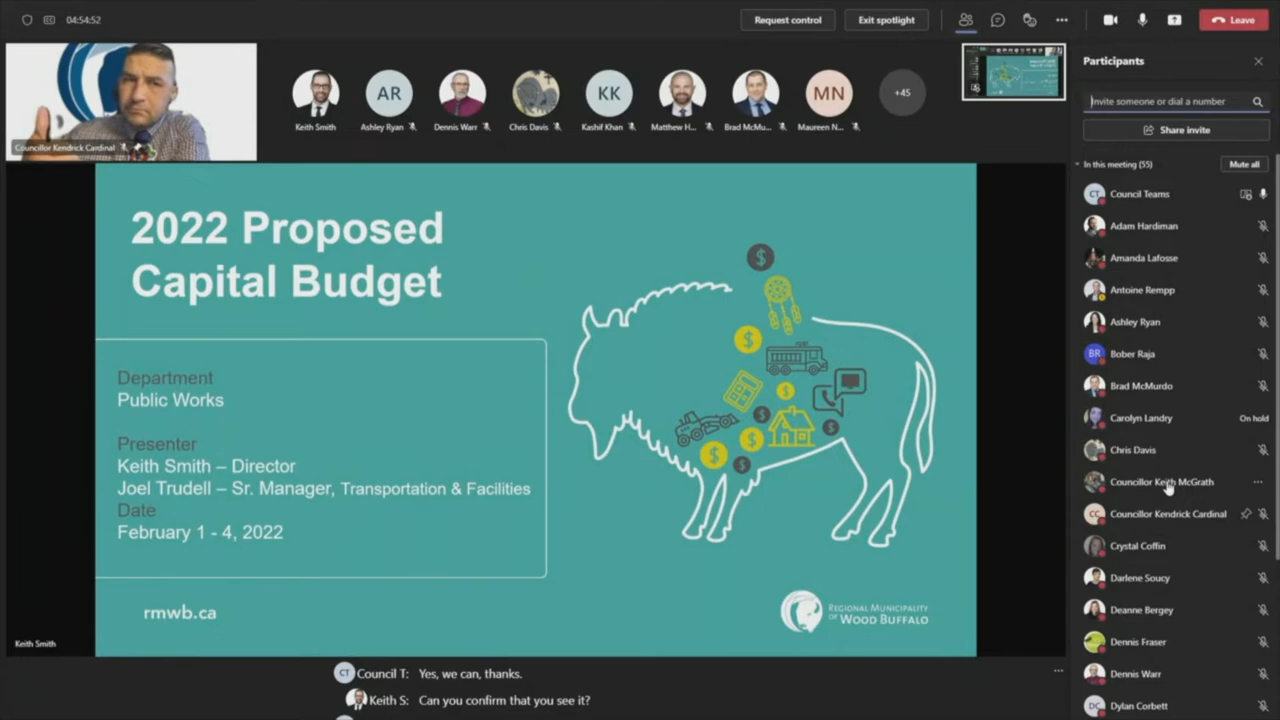 04:54:52
Request control
Exit spotlight
Leave
Councillor Kendrick Cardinal
Keith Smith
AR
Ashley Ryan
Dennis Warr
Chris Davis
KK
Kashif Khan
Matthew H...
Brad McMu...
MN
Maureen N...
+45
Participants
Invite someone or dial a number
Share invite
In this meeting (55)
Mute all
CT
Council Teams
Adam Hardiman
Amanda Lafosse
Antoine Rempp
Ashley Ryan
BR
Bober Raja
Brad McMurdo
Carolyn Landry
On hold
Chris Davis
Councillor Keith McGrath
CC
Councillor Kendrick Cardinal
Crystal Coffin
Darlene Soucy
Deanne Bergey
Dennis Fraser
Dennis Warr
DC
Dylan Corbett
2022 Proposed
Capital Budget
Department
Public Works
Presenter
Keith Smith – Director
Joel Trudell – Sr. Manager, Transportation & Facilities
Date
February 1 - 4, 2022
rmwb.ca
REGIONAL MUNICIPALITY
OF WOOD BUFFALO
Keith Smith
CT
Council T: Yes, we can, thanks.
Keith S: Can you confirm that you see it?